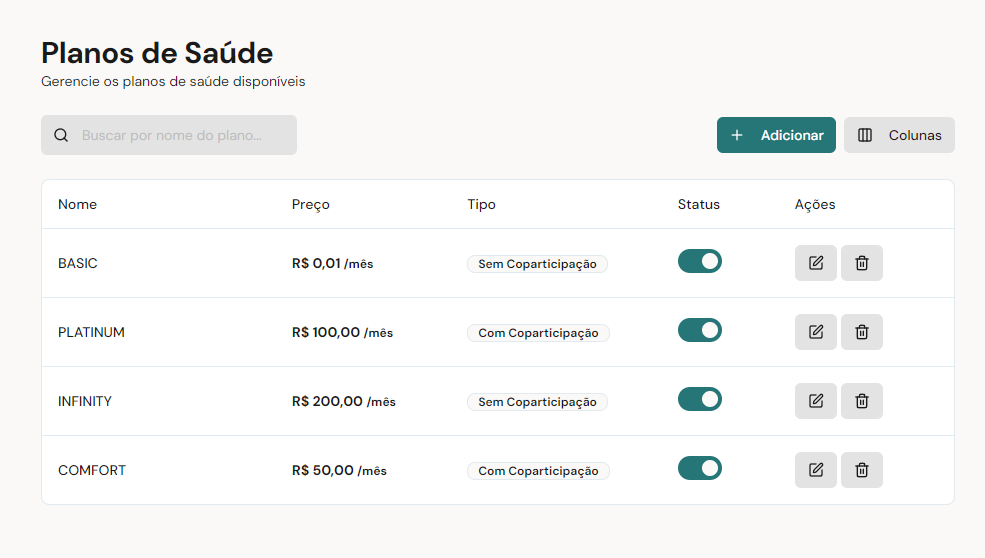 Planos de Saúde
Gerencie os planos de saúde disponíveis
Buscar por nome do plano...
Adicionar
Colunas
Nome Preço Tipo Status Ações
BASIC R$ 0,01 /mês Sem Coparticipação
PLATINUM R$ 100,00 /mês Com Coparticipação
INFINITY R$ 200,00 /mês Sem Coparticipação
COMFORT R$ 50,00 /mês Com Coparticipação